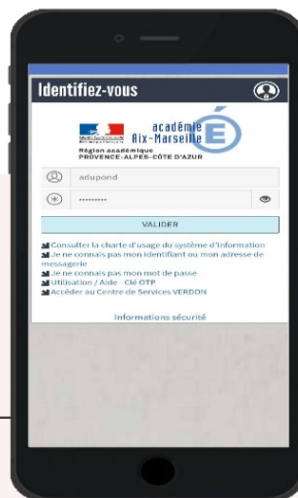 Identifiez-vous
académie
Aix-Marseille
Région académique
PROVENCE-ALPES-CÔTE D'AZUR
adupond
••••••••
VALIDER
Consulter la charte d'usage du système d'information
Je ne connais pas mon identifiant ou mon adresse de
messagerie
Je ne connais pas mon mot de passe
Utilisation / Aide - Clé OTP
Accéder au Centre de Services VERDON
Informations sécurité